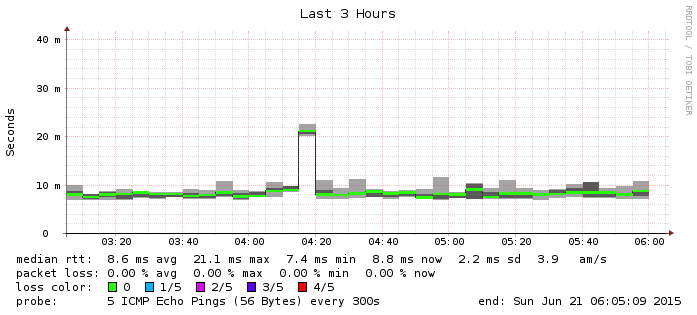 Last 3 Hours
RRDTOOL / TOBI OETIKER
Seconds
40 m
30 m
20 m
10 m
0
03:20 03:40 04:00 04:20 04:40 05:00 05:20 05:40 06:00
median rtt: 8.6 ms avg 21.1 ms max 7.4 ms min 8.8 ms now 2.2 ms sd 3.9 am/s
packet loss: 0.00 % avg 0.00 % max 0.00 % min 0.00 % now
loss color: 0 1/5 2/5 3/5 4/5
probe: 5 ICMP Echo Pings (56 Bytes) every 300s end: Sun Jun 21 06:05:09 2015